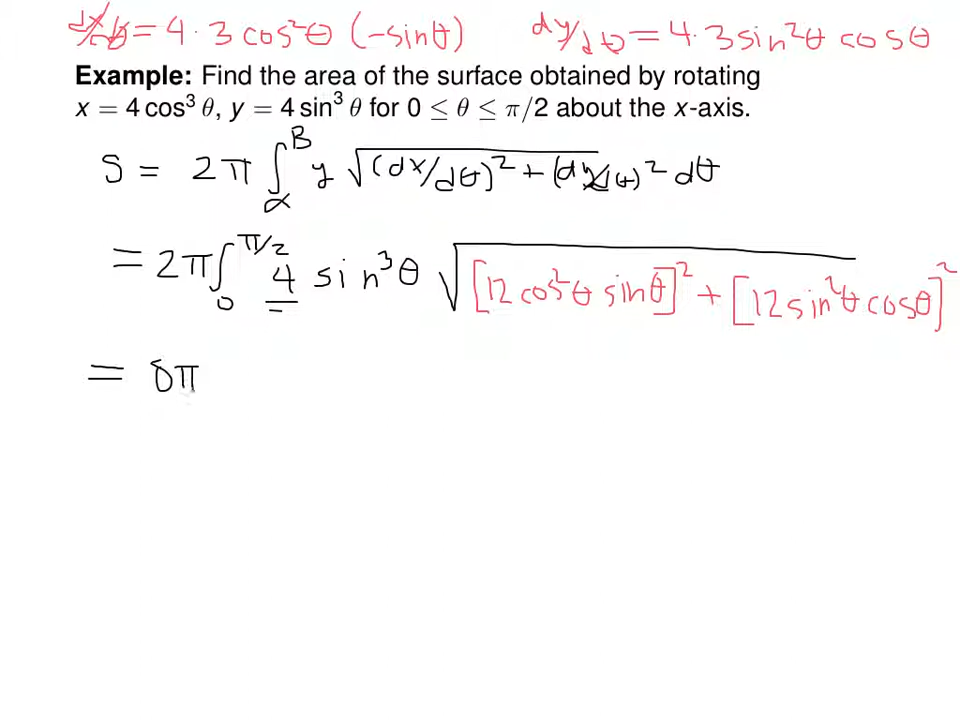 dx/dθ = 4 · 3 cos²θ (-sinθ) dy/dθ = 4 · 3 sin²θ cosθ
Example: Find the area of the surface obtained by rotating
x = 4 cos³ θ, y = 4 sin³ θ for 0 ≤ θ ≤ π/2 about the x-axis.
S = 2π ∫_α^B y √((dx/dθ)² + (dy/dθ)²) dθ
= 2π ∫_0^{π/2} 4 sin³θ √([12 cos²θ sinθ]² + [12 sin²θ cosθ]²)
= 8π